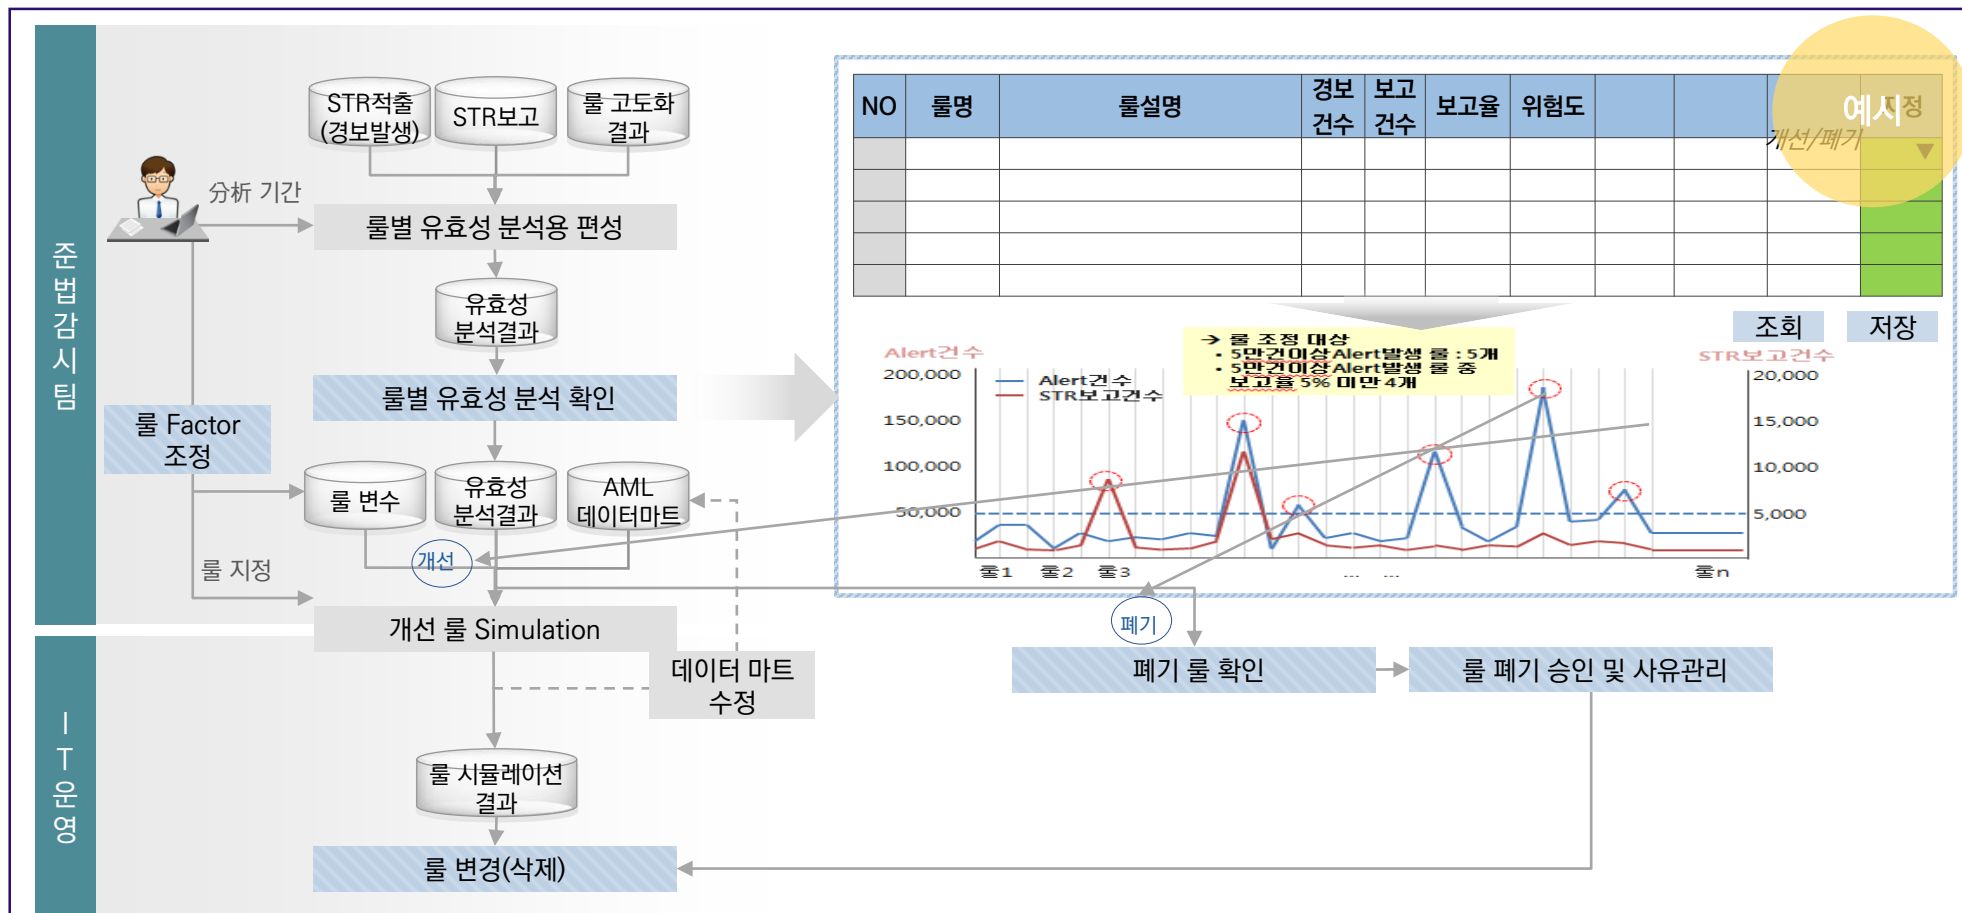 준법감시팀
IT운영
STR적출
(경보발생)
STR보고
룰 고도화
결과
分析 기간
룰별 유효성 분석용 편성
유효성
분석결과
룰별 유효성 분석 확인
룰 Factor
조정
룰 변수
유효성
분석결과
AML
데이터마트
개선
룰 지정
개선 룰 Simulation
데이터 마트
수정
룰 시뮬레이션
결과
룰 변경(삭제)
NO
룰명
룰설명
경보
건수
보고
건수
보고율
위험도
지정
예시
개선/폐기
▼
조회
저장
→ 룰 조정 대상
• 5만건이상Alert발생 룰 : 5개
• 5만건이상Alert발생 룰 중
보고율 5% 미만 4개
Alert건수
STR보고건수
200,000
150,000
100,000
50,000
Alert건수
STR보고건수
20,000
15,000
10,000
5,000
룰1
룰2
룰3
...
...
룰n
폐기
폐기 룰 확인
룰 폐기 승인 및 사유관리